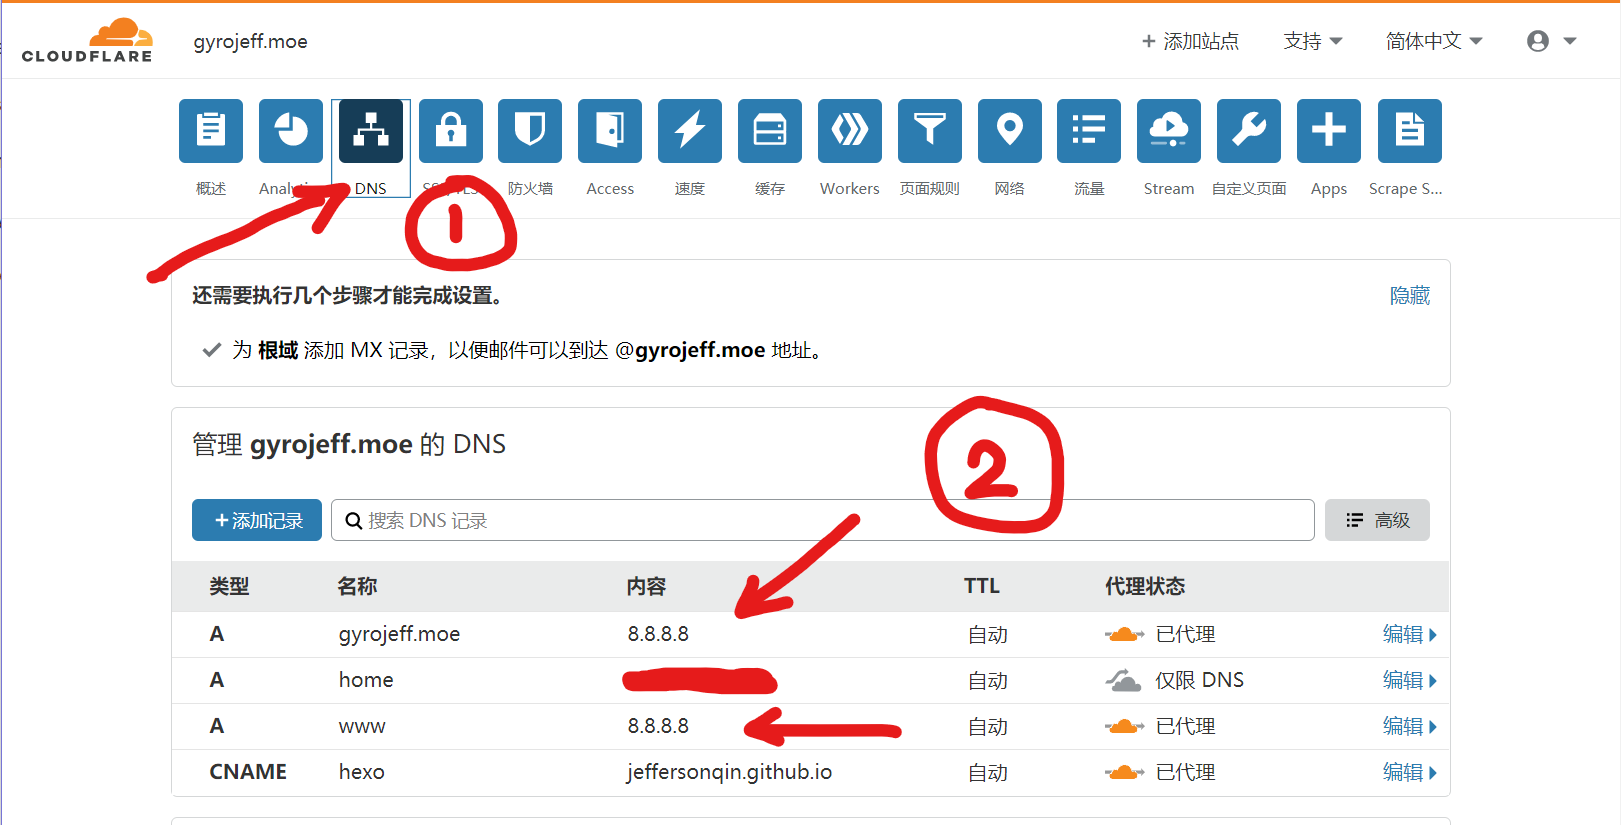 CLOUDFLARE
gyrojeff.moe
+ 添加站点
支持
简体中文
概述
DNS
防火墙
Access
速度
缓存
Workers
页面规则
网络
流量
Stream
自定义页面
Apps
Scrape S...
1
还需要执行几个步骤才能完成设置。
隐藏
为 根域 添加 MX 记录，以便邮件可以到达 @gyrojeff.moe 地址。
2
管理 gyrojeff.moe 的 DNS
+添加记录
搜索 DNS 记录
高级
类型 名称 内容 TTL 代理状态
A gyrojeff.moe 8.8.8.8 自动 已代理 编辑
A home 自动 仅限 DNS 编辑
A www 8.8.8.8 自动 已代理 编辑
CNAME hexo jeffersonqin.github.io 自动 已代理 编辑